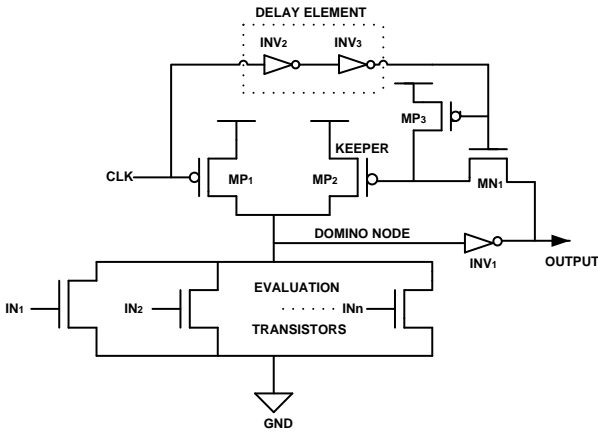 DELAY ELEMENT
INV2 INV3
MP3
KEEPER
CLK MP1 MP2 MN1
DOMINO NODE
INV1 OUTPUT
EVALUATION
IN1 IN2 ...... INn
TRANSISTORS
GND